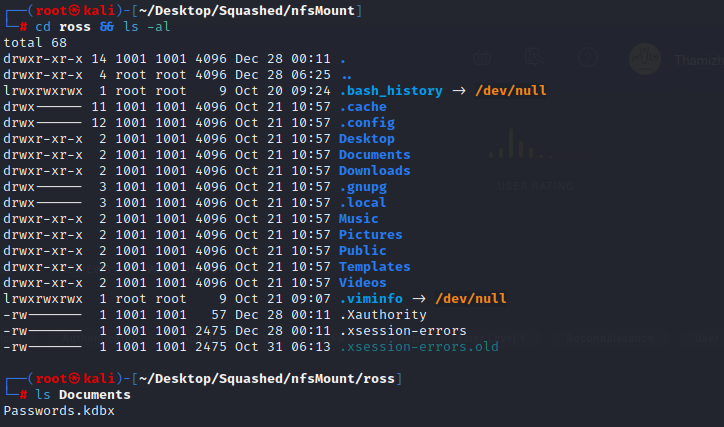 ┌──(root㉿kali)-[~/Desktop/Squashed/nfsMount]
└─# cd ross && ls -al
total 68
drwxr-xr-x 14 1001 1001 4096 Dec 28 00:11 .
drwxr-xr-x  4 root root 4096 Dec 28 06:25 ..
lrwxrwxrwx  1 root root    9 Oct 20 09:24 .bash_history -> /dev/null
drwx------ 11 1001 1001 4096 Oct 21 10:57 .cache
drwx------ 12 1001 1001 4096 Oct 21 10:57 .config
drwxr-xr-x  2 1001 1001 4096 Oct 21 10:57 Desktop
drwxr-xr-x  2 1001 1001 4096 Oct 21 10:57 Documents
drwxr-xr-x  2 1001 1001 4096 Oct 21 10:57 Downloads
drwx------  3 1001 1001 4096 Oct 21 10:57 .gnupg
drwx------  3 1001 1001 4096 Oct 21 10:57 .local
drwxr-xr-x  2 1001 1001 4096 Oct 21 10:57 Music
drwxr-xr-x  2 1001 1001 4096 Oct 21 10:57 Pictures
drwxr-xr-x  2 1001 1001 4096 Oct 21 10:57 Public
drwxr-xr-x  2 1001 1001 4096 Oct 21 10:57 Templates
drwxr-xr-x  2 1001 1001 4096 Oct 21 10:57 Videos
lrwxrwxrwx  1 root root    9 Oct 21 09:07 .viminfo -> /dev/null
-rw-------  1 1001 1001   57 Dec 28 00:11 .Xauthority
-rw-------  1 1001 1001 2475 Dec 28 00:11 .xsession-errors
-rw-------  1 1001 1001 2475 Oct 31 06:13 .xsession-errors.old
┌──(root㉿kali)-[~/Desktop/Squashed/nfsMount/ross]
└─# ls Documents
Passwords.kdbx
USER RATING